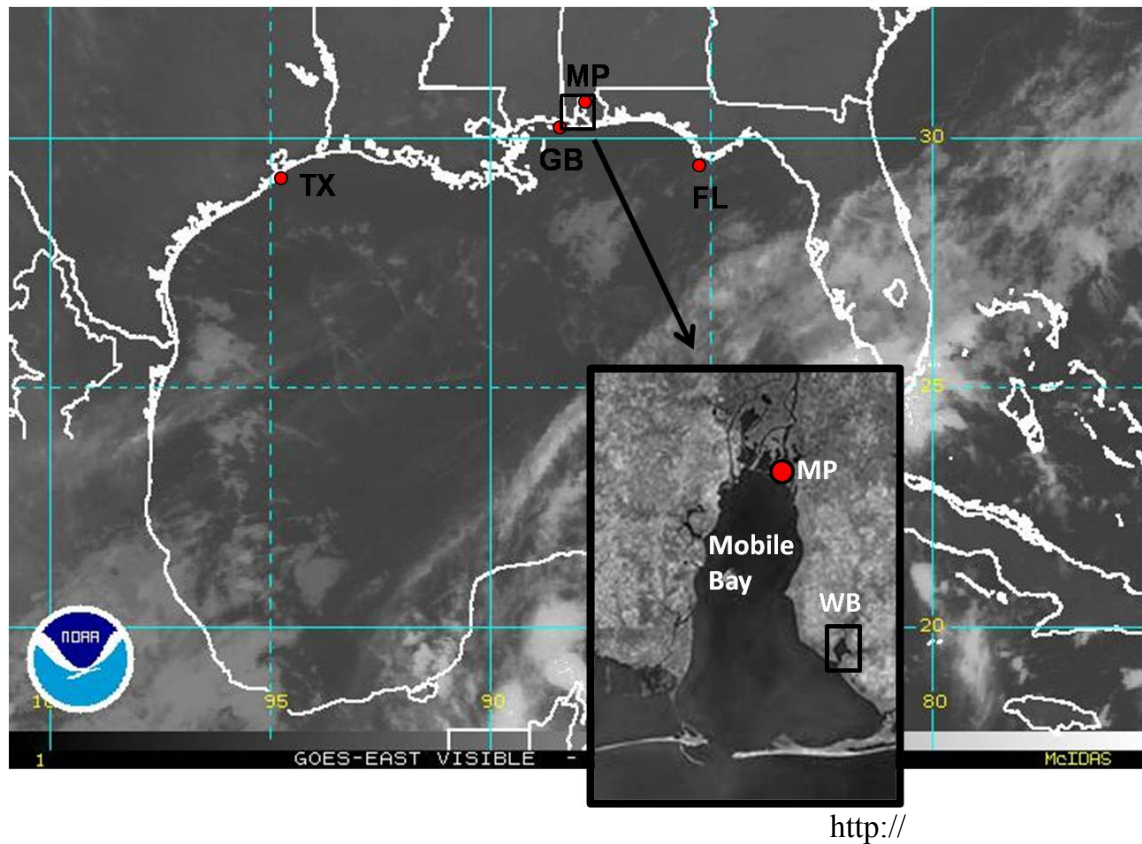 MP
30
GB
TX
FL
25
MP
Mobile
Bay
WB
NOAA
20
95
90
80
1
GOES-EAST VISIBLE -
McIDAS
http://